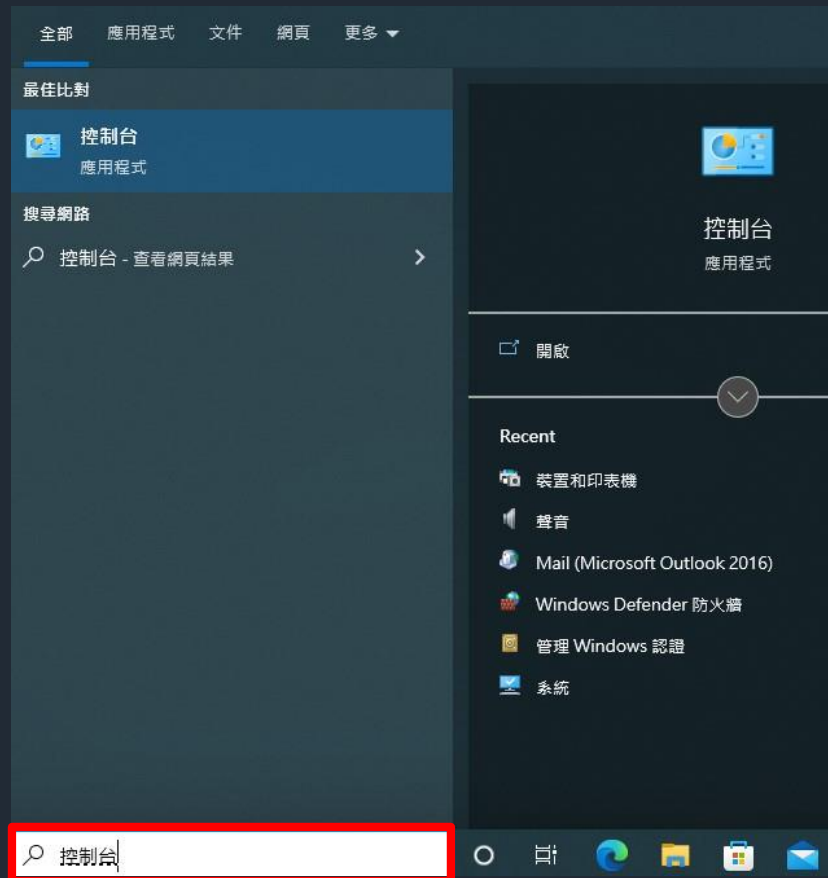 全部 應用程式 文件 網頁 更多
最佳比對
控制台
應用程式
搜尋網路
控制台 - 查看網頁結果
控制台
應用程式
開啟
Recent
裝置和印表機
聲音
Mail (Microsoft Outlook 2016)
Windows Defender 防火牆
管理 Windows 認證
系統
控制台